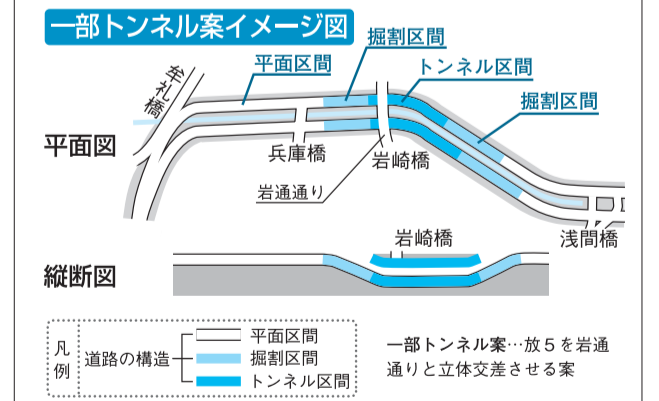 一部トンネル案イメージ図
掘割区間
平面区間
トンネル区間
掘割区間
牟礼橋
平面図
兵庫橋
岩崎橋
岩通通り
浅間橋
岩崎橋
縦断図
凡例
道路の構造
平面区間
掘割区間
トンネル区間
一部トンネル案…放5を岩通
通りと立体交差させる案